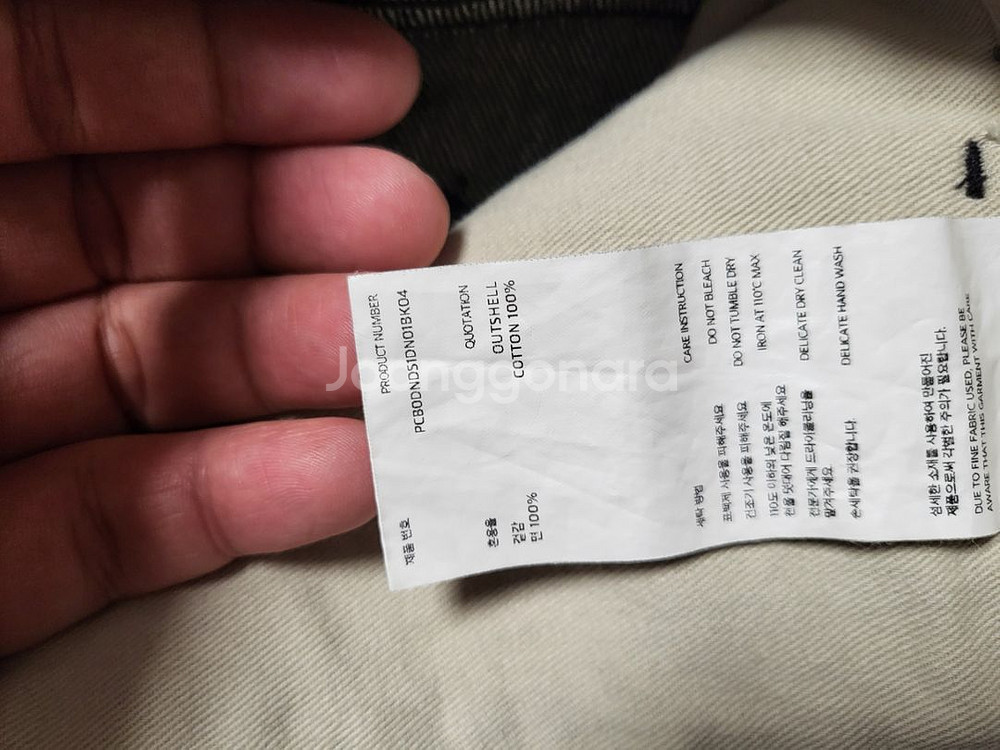 제품 번호
PRODUCT NUMBER
PCBODNDS1DN01BK04
혼용율
QUOTATION
겉감
OUTSHELL
면 100%
COTTON 100%
세탁 방법
CARE INSTRUCTION
표백제 사용을 피해주세요
DO NOT BLEACH
건조기 사용을 피해주세요
DO NOT TUMBLE DRY
110도 이하의 낮은 온도에
IRON AT 110°C MAX
천을 덧대어 다림질 해주세요
전문가에게 드라이클리닝을
DELICATE DRY CLEAN
맡겨주세요
손세탁을 권장합니다.
DELICATE HAND WASH
섬세한 소재를 사용하여 만들어진
제품으로써 각별한 주의가 필요합니다.
DUE TO FINE FABRIC USED, PLEASE BE
AWARE THAT THIS GARMENT WITH CARE
Joonggonara